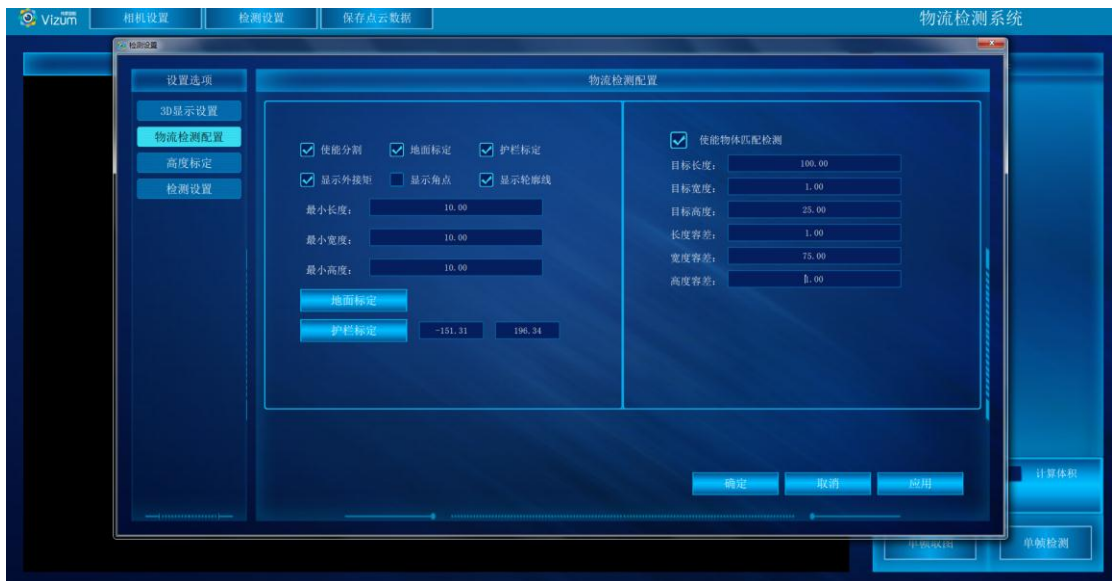 Vizum 相机设置 检测设置 保存点云数据 物流检测系统
检测设置
设置选项
3D显示设置
物流检测配置
高度标定
检测设置
物流检测配置
使能分割 地面标定 护栏标定
显示外接矩 显示角点 显示轮廓线
最小长度: 10.00
最小宽度: 10.00
最小高度: 10.00
地面标定
护栏标定 -151.31 196.34
使能物体匹配检测
目标长度: 100.00
目标宽度: 1.00
目标高度: 25.00
长度容差: 1.00
宽度容差: 75.00
高度容差: 1.00
确定 取消 应用
计算体积
单帧取图 单帧检测